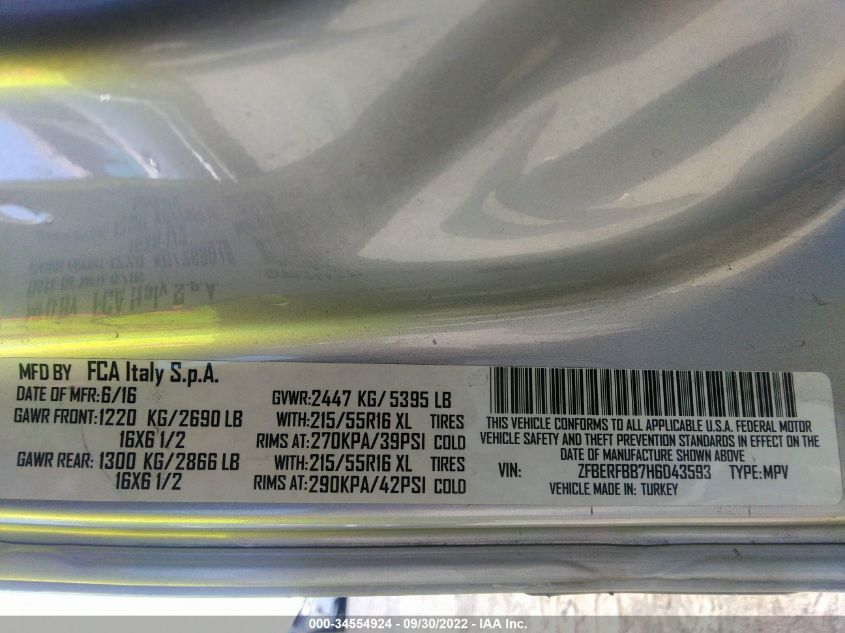 MFD BY FCA Italy S.p.A.
DATE OF MFR:6/16
GVWR:2447 KG/5395 LB
GAWR FRONT:1220 KG/2690 LB
WITH:215/55R16 XL TIRES
16X6 1/2
RIMS AT:270KPA/39PSI COLD
GAWR REAR:1300 KG/2866 LB
WITH:215/55R16 XL TIRES
16X6 1/2
RIMS AT:290KPA/42PSI COLD
THIS VEHICLE CONFORMS TO ALL APPLICABLE U.S.A. FEDERAL MOTOR
VEHICLE SAFETY AND THEFT PREVENTION STANDARDS IN EFFECT ON THE
DATE OF MANUFACTURE SHOWN ABOVE
VIN: ZFBERFBB7H6D43593 TYPE:MPV
VEHICLE MADE IN: TURKEY
000-34554924 - 09/30/2022 - IAA Inc.